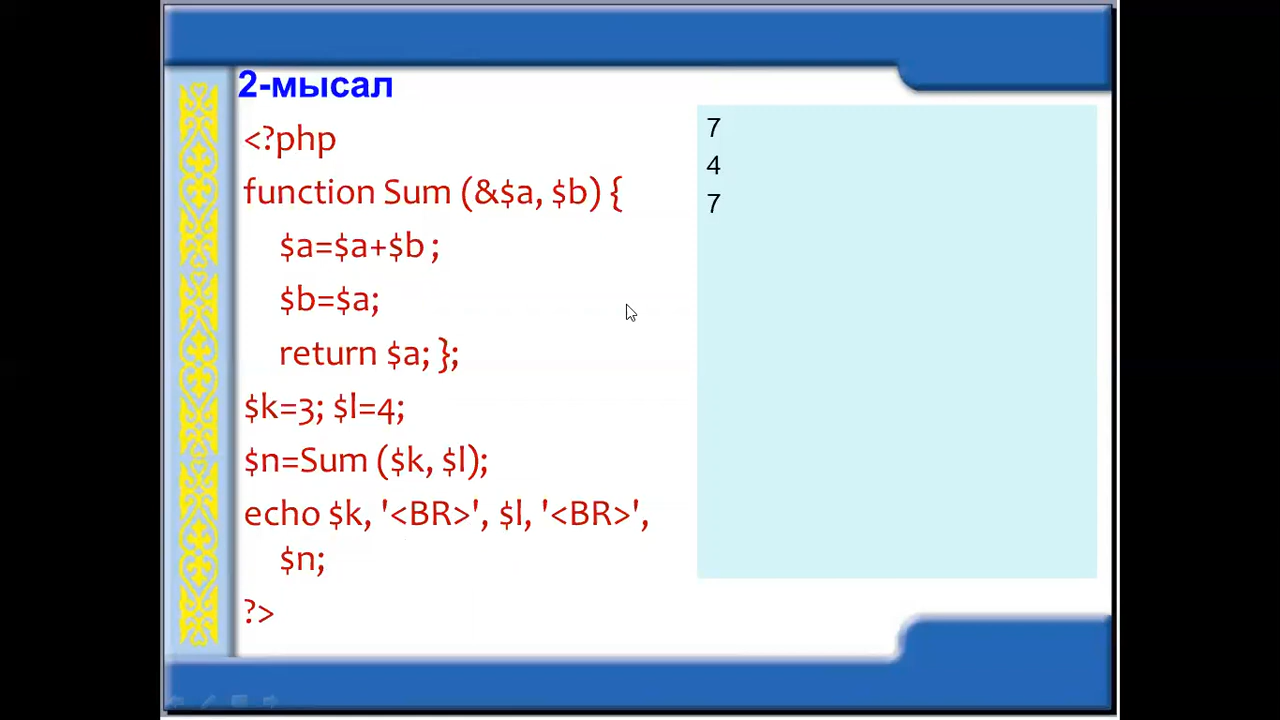 2-мысал
<?php
function Sum (&$a, $b) {
$a=$a+$b ;
$b=$a;
return $a; };
$k=3; $l=4;
$n=Sum ($k, $l);
echo $k, '<BR>', $l, '<BR>',
$n;
?>
7
4
7